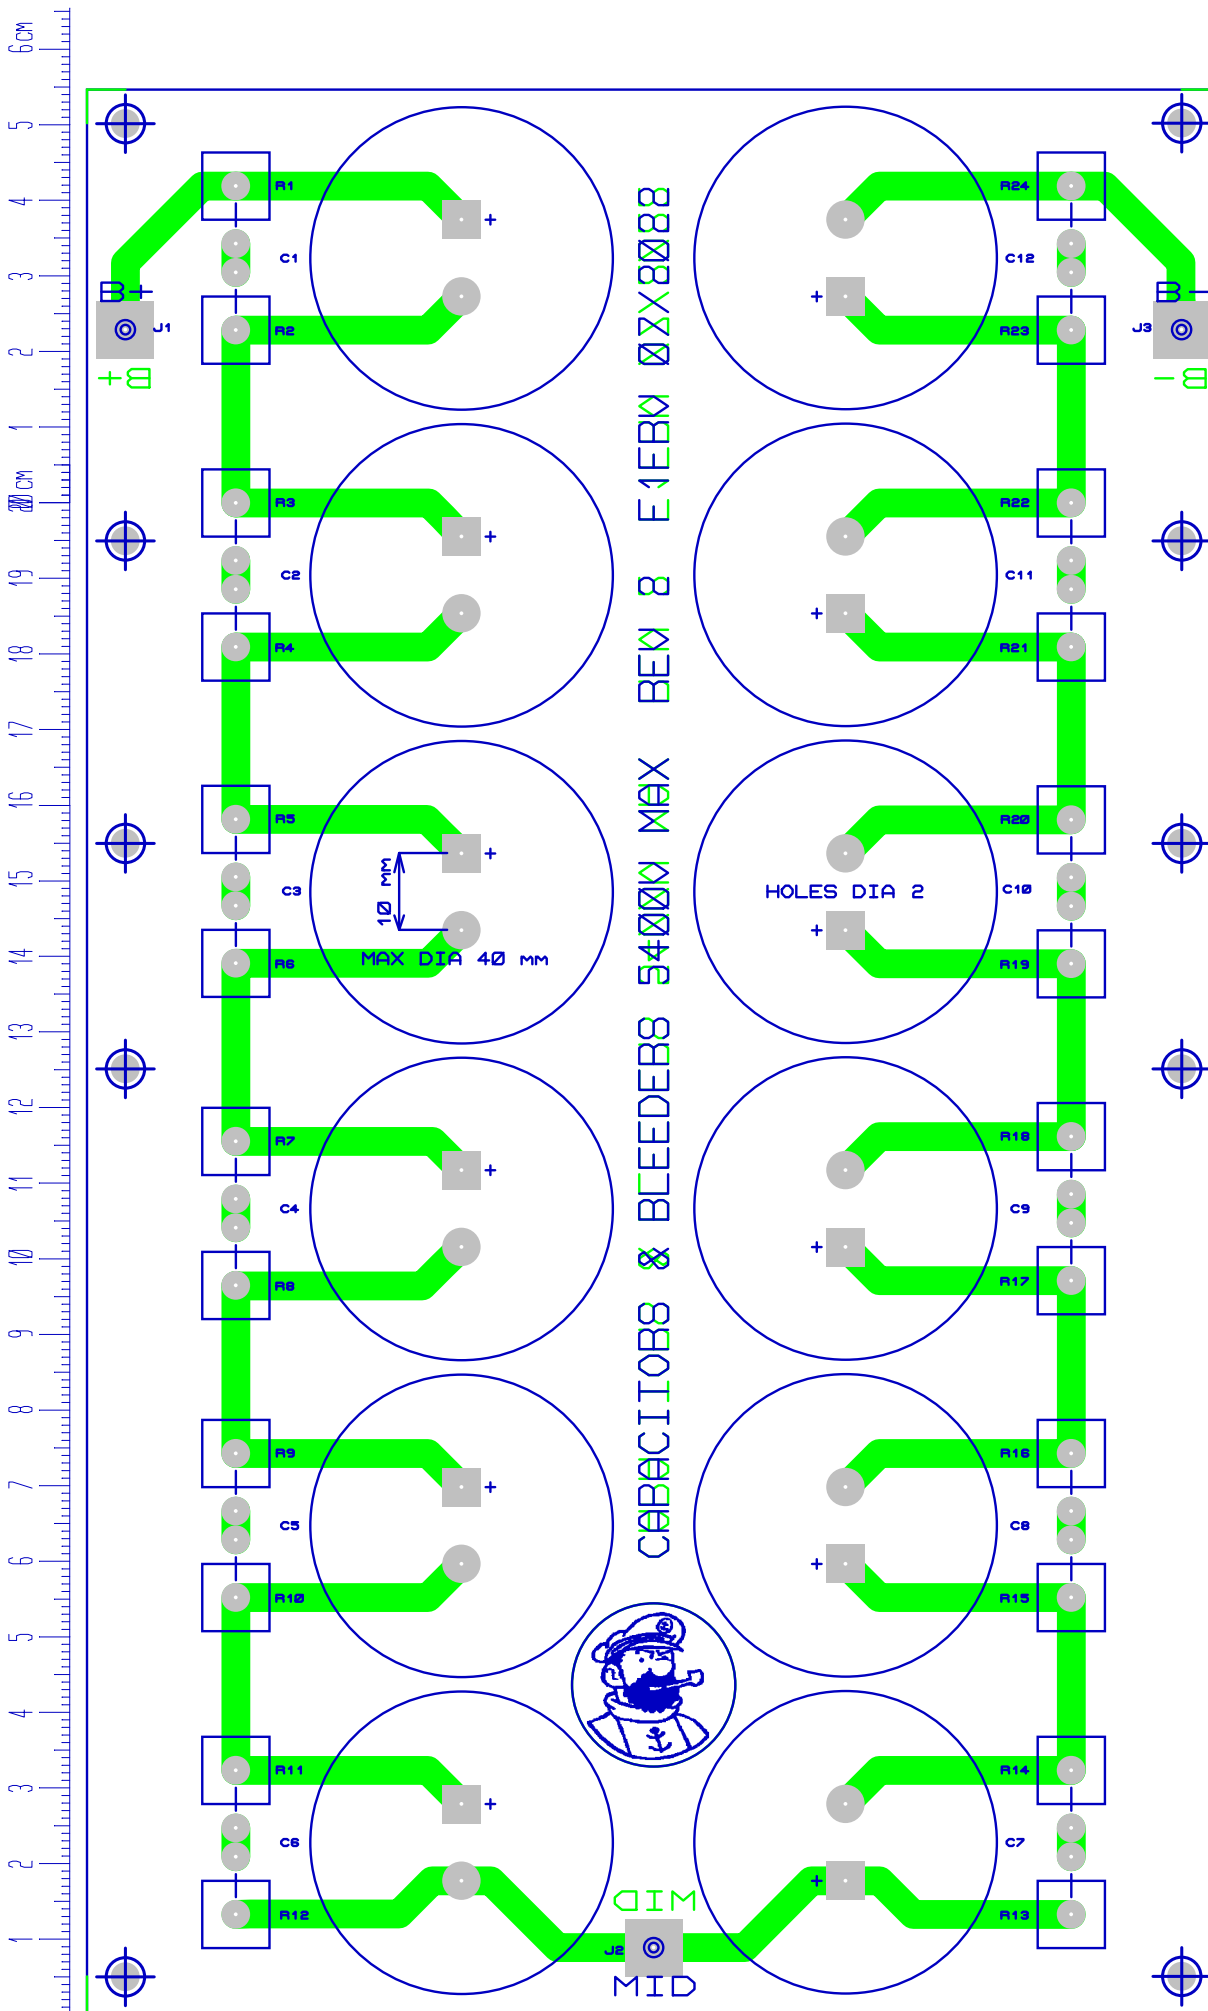 6CM
5
4
3
2
1
20CM
19
18
17
16
15
14
13
12
11
10
9
8
7
6
5
4
3
2
1
R1
C1
R2
B+
J1
B+
R24
C12
R23
B-
J3
B-
R3
C2
R4
R22
C11
R21
R5
C3
R6
10 MM
MAX DIA 40 MM
R20
C10
R19
HOLES DIA 2
R7
C4
R8
R18
C9
R17
R9
C5
R10
R16
C8
R15
R11
C6
R12
R14
C7
R13
CAPACITORS & BLEEDERS 5400V MAX REV F1FRV
MID
J2
MID
+
+
+
+
+
+
+
+
+
+
+
+